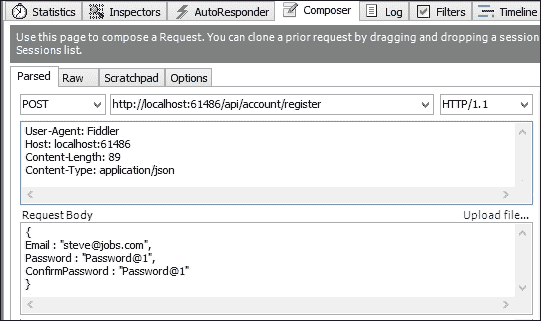 Statistics Inspectors AutoResponder Composer Log Filters Timeline
Use this page to compose a Request. You can clone a prior request by dragging and dropping a session
Sessions list.
Parsed Raw Scratchpad Options
POST http://localhost:61486/api/account/register HTTP/1.1
User-Agent: Fiddler
Host: localhost:61486
Content-Length: 89
Content-Type: application/json
Request Body Upload file...
{
Email : "steve@jobs.com",
Password : "Password@1",
ConfirmPassword : "Password@1"
}